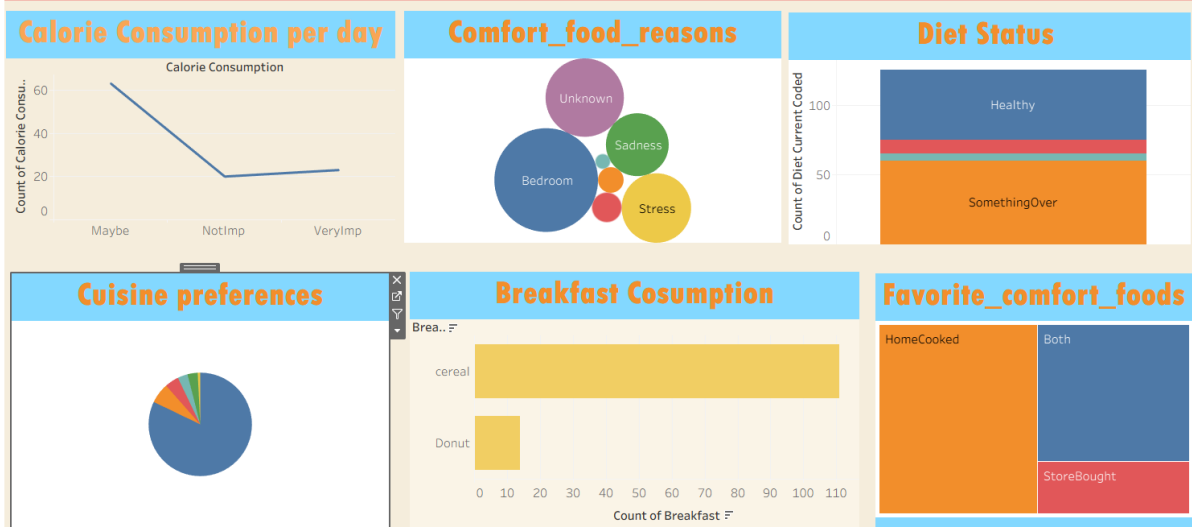 Calorie Consumption per day
Calorie Consumption
Count of Calorie Consu..
60
40
20
0
Maybe NotImp VeryImp
Comfort_food_reasons
Unknown
Sadness
Bedroom
Stress
Diet Status
Count of Diet Current Coded
100
50
0
Healthy
SomethingOver
Cuisine preferences
Breakfast Cosumption
Brea..
cereal
Donut
0 10 20 30 40 50 60 70 80 90 100 110
Count of Breakfast
Favorite_comfort_foods
HomeCooked
Both
StoreBought